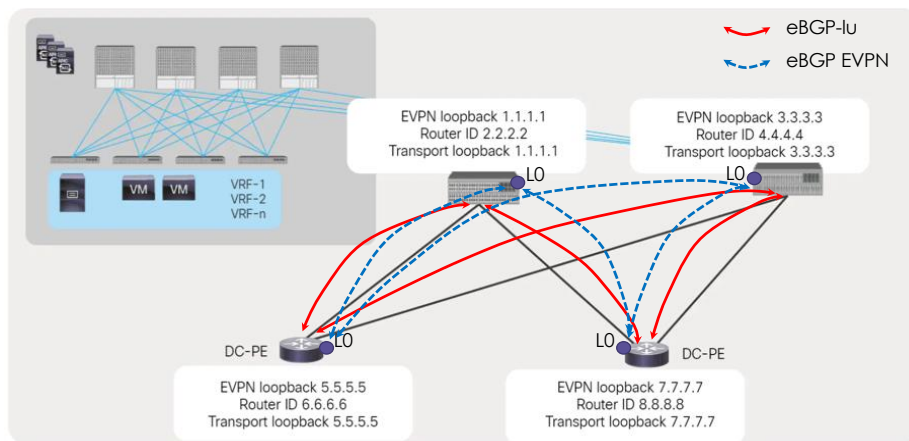 eBGP-lu
eBGP EVPN
EVPN loopback 1.1.1.1
Router ID 2.2.2.2
Transport loopback 1.1.1.1
EVPN loopback 3.3.3.3
Router ID 4.4.4.4
Transport loopback 3.3.3.3
L0
L0
VM
VM
VRF-1
VRF-2
VRF-n
L0
DC-PE
L0
DC-PE
EVPN loopback 5.5.5.5
Router ID 6.6.6.6
Transport loopback 5.5.5.5
EVPN loopback 7.7.7.7
Router ID 8.8.8.8
Transport loopback 7.7.7.7